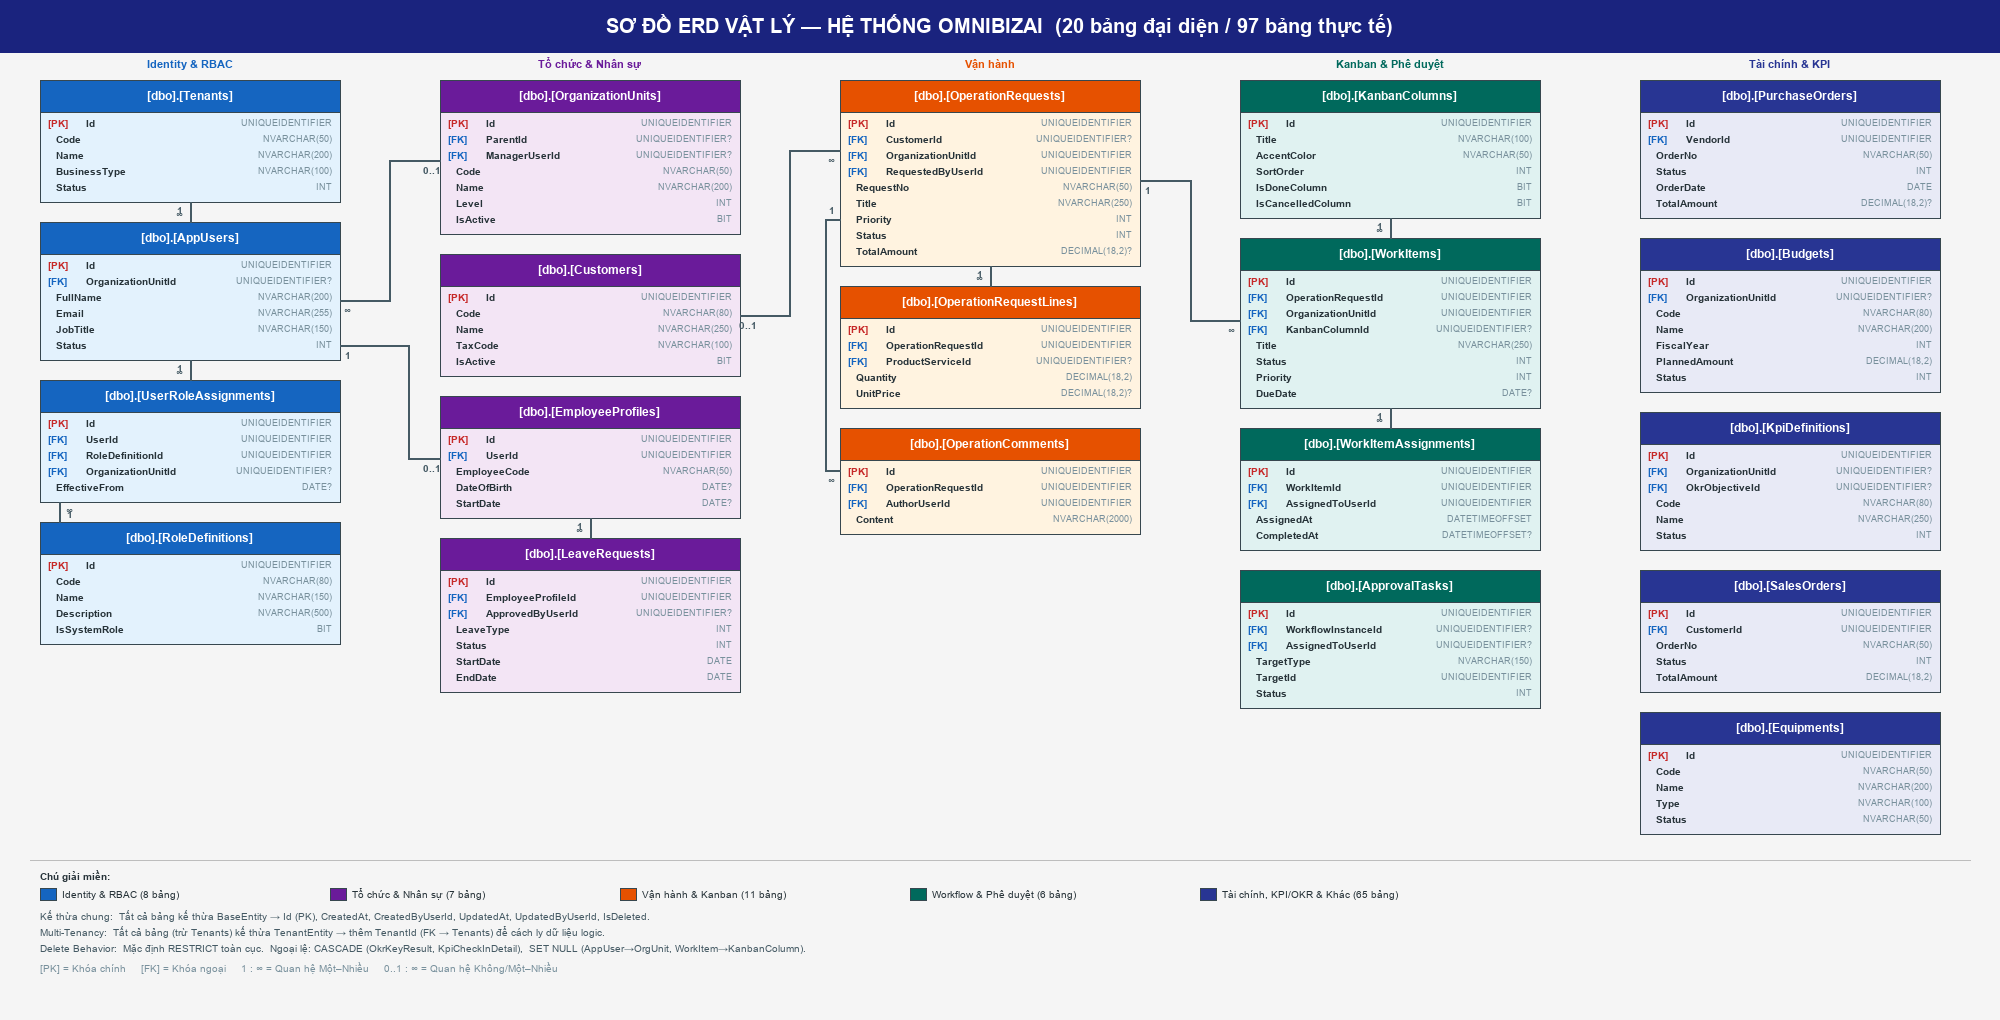 SƠ ĐỒ ERD VẬT LÝ — HỆ THỐNG OMNIBIZAI (20 bảng đại diện / 97 bảng thực tế)
Identity & RBAC
[dbo].[Tenants]
[PK] Id UNIQUEIDENTIFIER
Code NVARCHAR(50)
Name NVARCHAR(200)
BusinessType NVARCHAR(100)
Status INT
1
∞
[dbo].[AppUsers]
[PK] Id UNIQUEIDENTIFIER
[FK] OrganizationUnitId UNIQUEIDENTIFIER?
FullName NVARCHAR(200)
Email NVARCHAR(255)
JobTitle NVARCHAR(150)
Status INT
∞
1
1
∞
[dbo].[UserRoleAssignments]
[PK] Id UNIQUEIDENTIFIER
[FK] UserId UNIQUEIDENTIFIER
[FK] RoleDefinitionId UNIQUEIDENTIFIER
[FK] OrganizationUnitId UNIQUEIDENTIFIER?
EffectiveFrom DATE?
∞
1
[dbo].[RoleDefinitions]
[PK] Id UNIQUEIDENTIFIER
Code NVARCHAR(80)
Name NVARCHAR(150)
Description NVARCHAR(500)
IsSystemRole BIT
Tổ chức & Nhân sự
[dbo].[OrganizationUnits]
[PK] Id UNIQUEIDENTIFIER
[FK] ParentId UNIQUEIDENTIFIER?
[FK] ManagerUserId UNIQUEIDENTIFIER?
0..1
Code NVARCHAR(50)
Name NVARCHAR(200)
Level INT
IsActive BIT
[dbo].[Customers]
[PK] Id UNIQUEIDENTIFIER
Code NVARCHAR(80)
Name NVARCHAR(250)
0..1
TaxCode NVARCHAR(100)
IsActive BIT
[dbo].[EmployeeProfiles]
[PK] Id UNIQUEIDENTIFIER
[FK] UserId UNIQUEIDENTIFIER
0..1
EmployeeCode NVARCHAR(50)
DateOfBirth DATE?
StartDate DATE?
1
∞
[dbo].[LeaveRequests]
[PK] Id UNIQUEIDENTIFIER
[FK] EmployeeProfileId UNIQUEIDENTIFIER
[FK] ApprovedByUserId UNIQUEIDENTIFIER?
LeaveType INT
Status INT
StartDate DATE
EndDate DATE
Vận hành
[dbo].[OperationRequests]
[PK] Id UNIQUEIDENTIFIER
[FK] CustomerId UNIQUEIDENTIFIER?
[FK] OrganizationUnitId UNIQUEIDENTIFIER
∞
[FK] RequestedByUserId UNIQUEIDENTIFIER
RequestNo NVARCHAR(50)
1
Title NVARCHAR(250)
1
Priority INT
Status INT
TotalAmount DECIMAL(18,2)?
1
∞
[dbo].[OperationRequestLines]
[PK] Id UNIQUEIDENTIFIER
[FK] OperationRequestId UNIQUEIDENTIFIER
[FK] ProductServiceId UNIQUEIDENTIFIER?
Quantity DECIMAL(18,2)
UnitPrice DECIMAL(18,2)?
[dbo].[OperationComments]
[PK] Id UNIQUEIDENTIFIER
∞
[FK] OperationRequestId UNIQUEIDENTIFIER
[FK] AuthorUserId UNIQUEIDENTIFIER
Content NVARCHAR(2000)
Kanban & Phê duyệt
[dbo].[KanbanColumns]
[PK] Id UNIQUEIDENTIFIER
Title NVARCHAR(100)
AccentColor NVARCHAR(50)
SortOrder INT
IsDoneColumn BIT
IsCancelledColumn BIT
1
∞
[dbo].[WorkItems]
[PK] Id UNIQUEIDENTIFIER
[FK] OperationRequestId UNIQUEIDENTIFIER
[FK] OrganizationUnitId UNIQUEIDENTIFIER
[FK] KanbanColumnId UNIQUEIDENTIFIER?
∞
Title NVARCHAR(250)
Status INT
Priority INT
DueDate DATE?
1
∞
[dbo].[WorkItemAssignments]
[PK] Id UNIQUEIDENTIFIER
[FK] WorkItemId UNIQUEIDENTIFIER
[FK] AssignedToUserId UNIQUEIDENTIFIER
AssignedAt DATETIMEOFFSET
CompletedAt DATETIMEOFFSET?
[dbo].[ApprovalTasks]
[PK] Id UNIQUEIDENTIFIER
[FK] WorkflowInstanceId UNIQUEIDENTIFIER?
[FK] AssignedToUserId UNIQUEIDENTIFIER?
TargetType NVARCHAR(150)
TargetId UNIQUEIDENTIFIER
Status INT
Tài chính & KPI
[dbo].[PurchaseOrders]
[PK] Id UNIQUEIDENTIFIER
[FK] VendorId UNIQUEIDENTIFIER
OrderNo NVARCHAR(50)
Status INT
OrderDate DATE
TotalAmount DECIMAL(18,2)?
[dbo].[Budgets]
[PK] Id UNIQUEIDENTIFIER
[FK] OrganizationUnitId UNIQUEIDENTIFIER?
Code NVARCHAR(80)
Name NVARCHAR(200)
FiscalYear INT
PlannedAmount DECIMAL(18,2)
Status INT
[dbo].[KpiDefinitions]
[PK] Id UNIQUEIDENTIFIER
[FK] OrganizationUnitId UNIQUEIDENTIFIER?
[FK] OkrObjectiveId UNIQUEIDENTIFIER?
Code NVARCHAR(80)
Name NVARCHAR(250)
Status INT
[dbo].[SalesOrders]
[PK] Id UNIQUEIDENTIFIER
[FK] CustomerId UNIQUEIDENTIFIER
OrderNo NVARCHAR(50)
Status INT
TotalAmount DECIMAL(18,2)
[dbo].[Equipments]
[PK] Id UNIQUEIDENTIFIER
Code NVARCHAR(50)
Name NVARCHAR(200)
Type NVARCHAR(100)
Status NVARCHAR(50)
Chú giải miền:
Identity & RBAC (8 bảng)
Tổ chức & Nhân sự (7 bảng)
Vận hành & Kanban (11 bảng)
Workflow & Phê duyệt (6 bảng)
Tài chính, KPI/OKR & Khác (65 bảng)
Kế thừa chung: Tất cả bảng kế thừa BaseEntity → Id (PK), CreatedAt, CreatedByUserId, UpdatedAt, UpdatedByUserId, IsDeleted.
Multi-Tenancy: Tất cả bảng (trừ Tenants) kế thừa TenantEntity → thêm TenantId (FK → Tenants) để cách ly dữ liệu logic.
Delete Behavior: Mặc định RESTRICT toàn cục. Ngoại lệ: CASCADE (OkrKeyResult, KpiCheckInDetail), SET NULL (AppUser→OrgUnit, WorkItem→KanbanColumn).
[PK] = Khóa chính [FK] = Khóa ngoại 1 : ∞ = Quan hệ Một–Nhiều 0..1 : ∞ = Quan hệ Không/Một–Nhiều